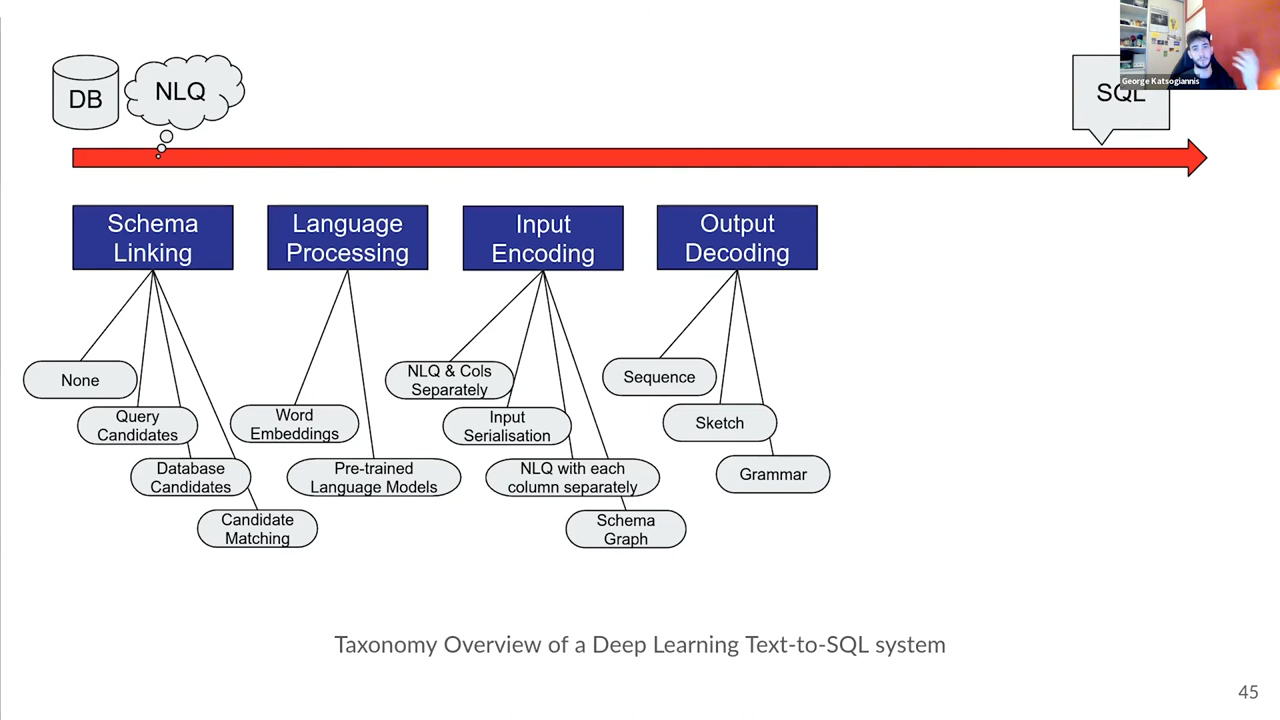 DB
NLQ
SQL
George Katsogiannis
Schema
Linking
Language
Processing
Input
Encoding
Output
Decoding
None
Query
Candidates
Database
Candidates
Candidate
Matching
Word
Embeddings
Pre-trained
Language Models
NLQ & Cols
Separately
Input
Serialisation
NLQ with each
column separately
Schema
Graph
Sequence
Sketch
Grammar
Taxonomy Overview of a Deep Learning Text-to-SQL system
45